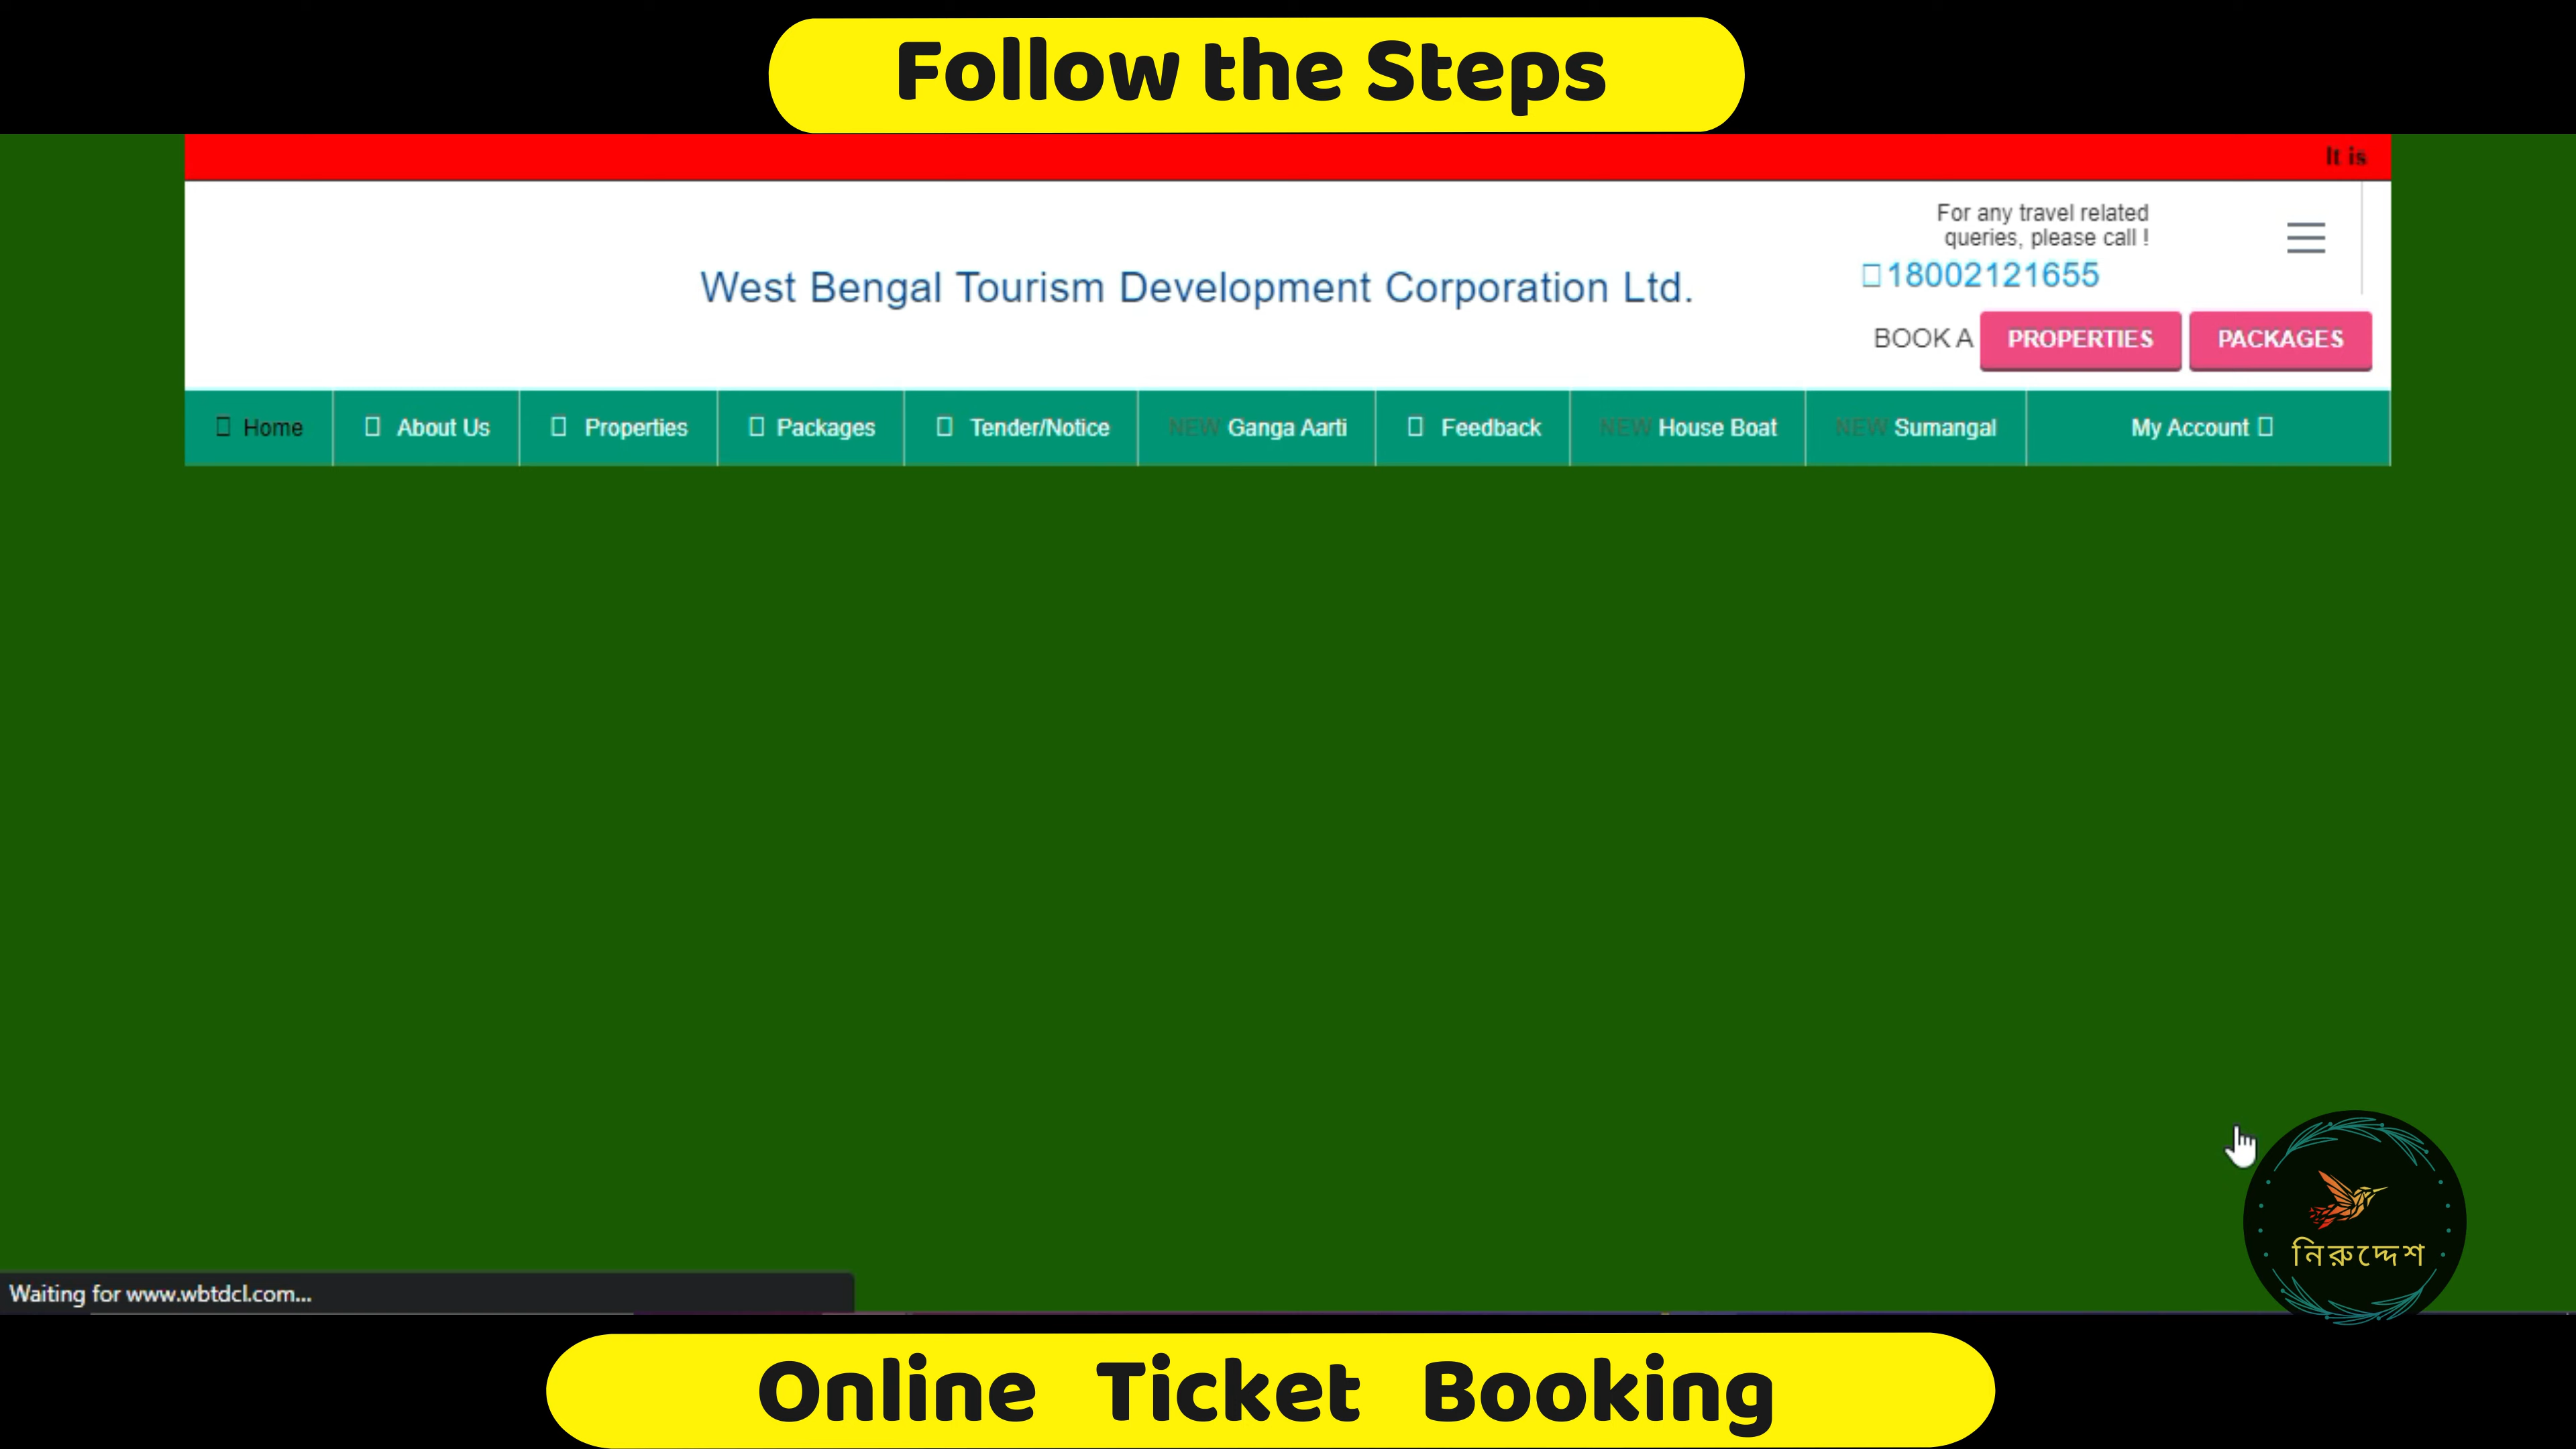 Follow the Steps
It is
For any travel related
queries, please call !
18002121655
West Bengal Tourism Development Corporation Ltd.
BOOK A PROPERTIES PACKAGES
Home About Us Properties Packages Tender/Notice NEW Ganga Aarti Feedback NEW House Boat NEW Sumangal My Account
নিরুদ্দেশ
Waiting for www.wbtdcl.com...
Online Ticket Booking